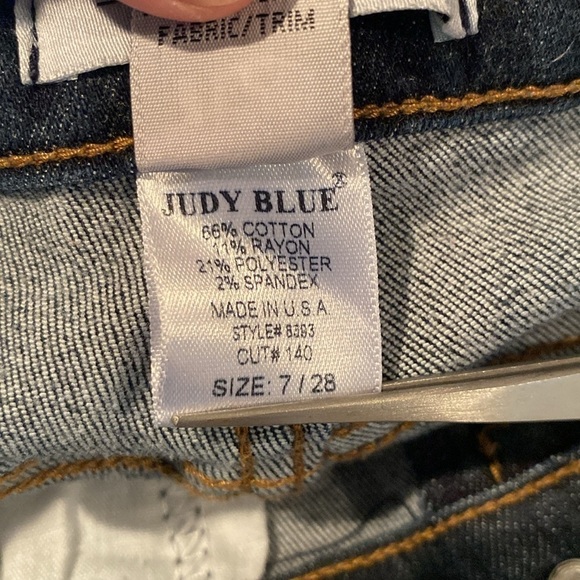 FABRIC/TRIM
JUDY BLUE®
66% COTTON
11% RAYON
21% POLYESTER
2% SPANDEX
MADE IN U.S.A
STYLE# 8393
CUT# 140
SIZE: 7 / 28